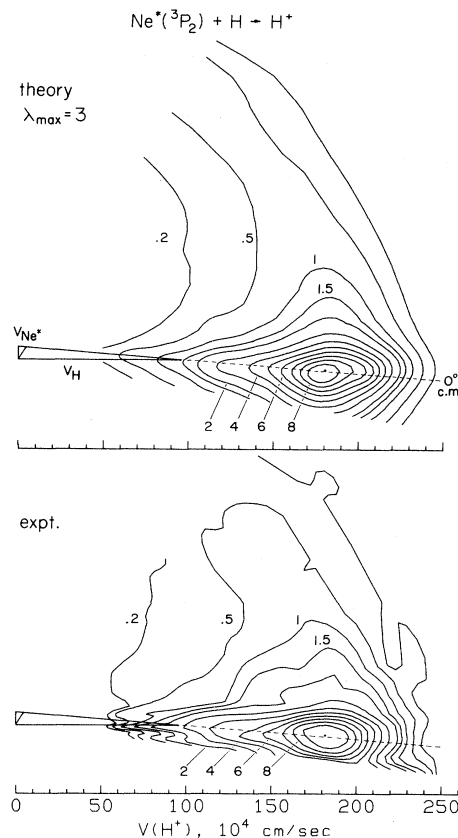 Ne*(³P₂) + H → H⁺
theory
λmax = 3
.2
.5
1
1.5
VNe*
VH
0°
c.m.
2 4 6 8
expt.
.2
.5
1
1.5
2 4 6 8
0 50 100 150 200 250
V(H⁺), 10⁴ cm/sec